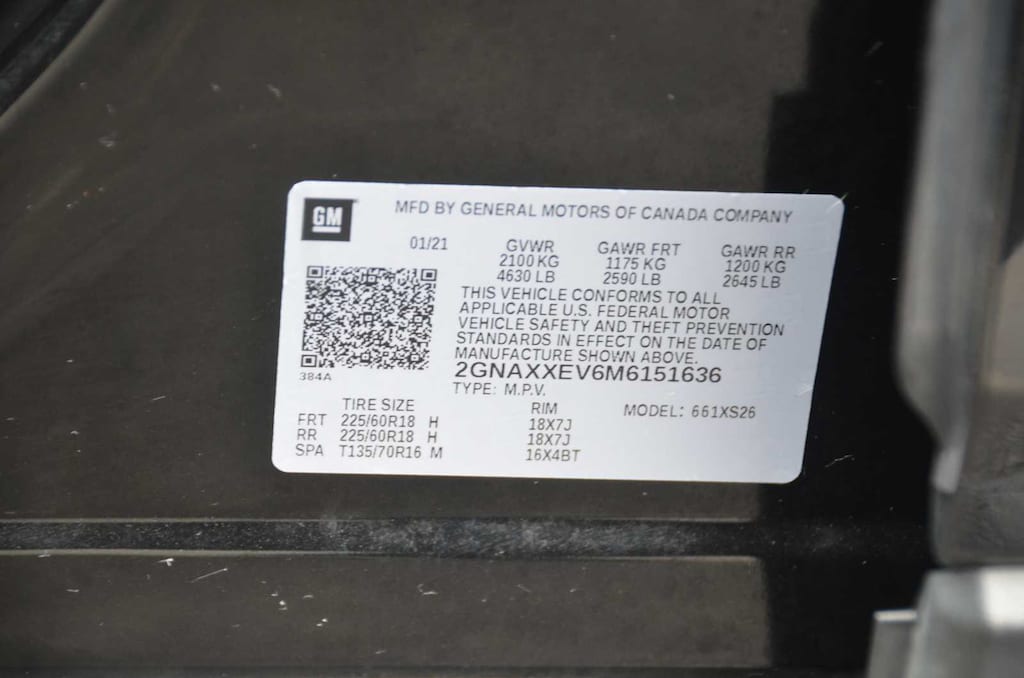 GM MFD BY GENERAL MOTORS OF CANADA COMPANY
01/21 GVWR GAWR FRT GAWR RR
2100 KG 1175 KG 1200 KG
4630 LB 2590 LB 2645 LB
THIS VEHICLE CONFORMS TO ALL
APPLICABLE U.S. FEDERAL MOTOR
VEHICLE SAFETY AND THEFT PREVENTION
STANDARDS IN EFFECT ON THE DATE OF
MANUFACTURE SHOWN ABOVE.
384A 2GNAXXEV6M6151636
TYPE: M.P.V.
TIRE SIZE RIM MODEL: 661XS26
FRT 225/60R18 H 18X7J
RR 225/60R18 H 18X7J
SPA T135/70R16 M 16X4BT